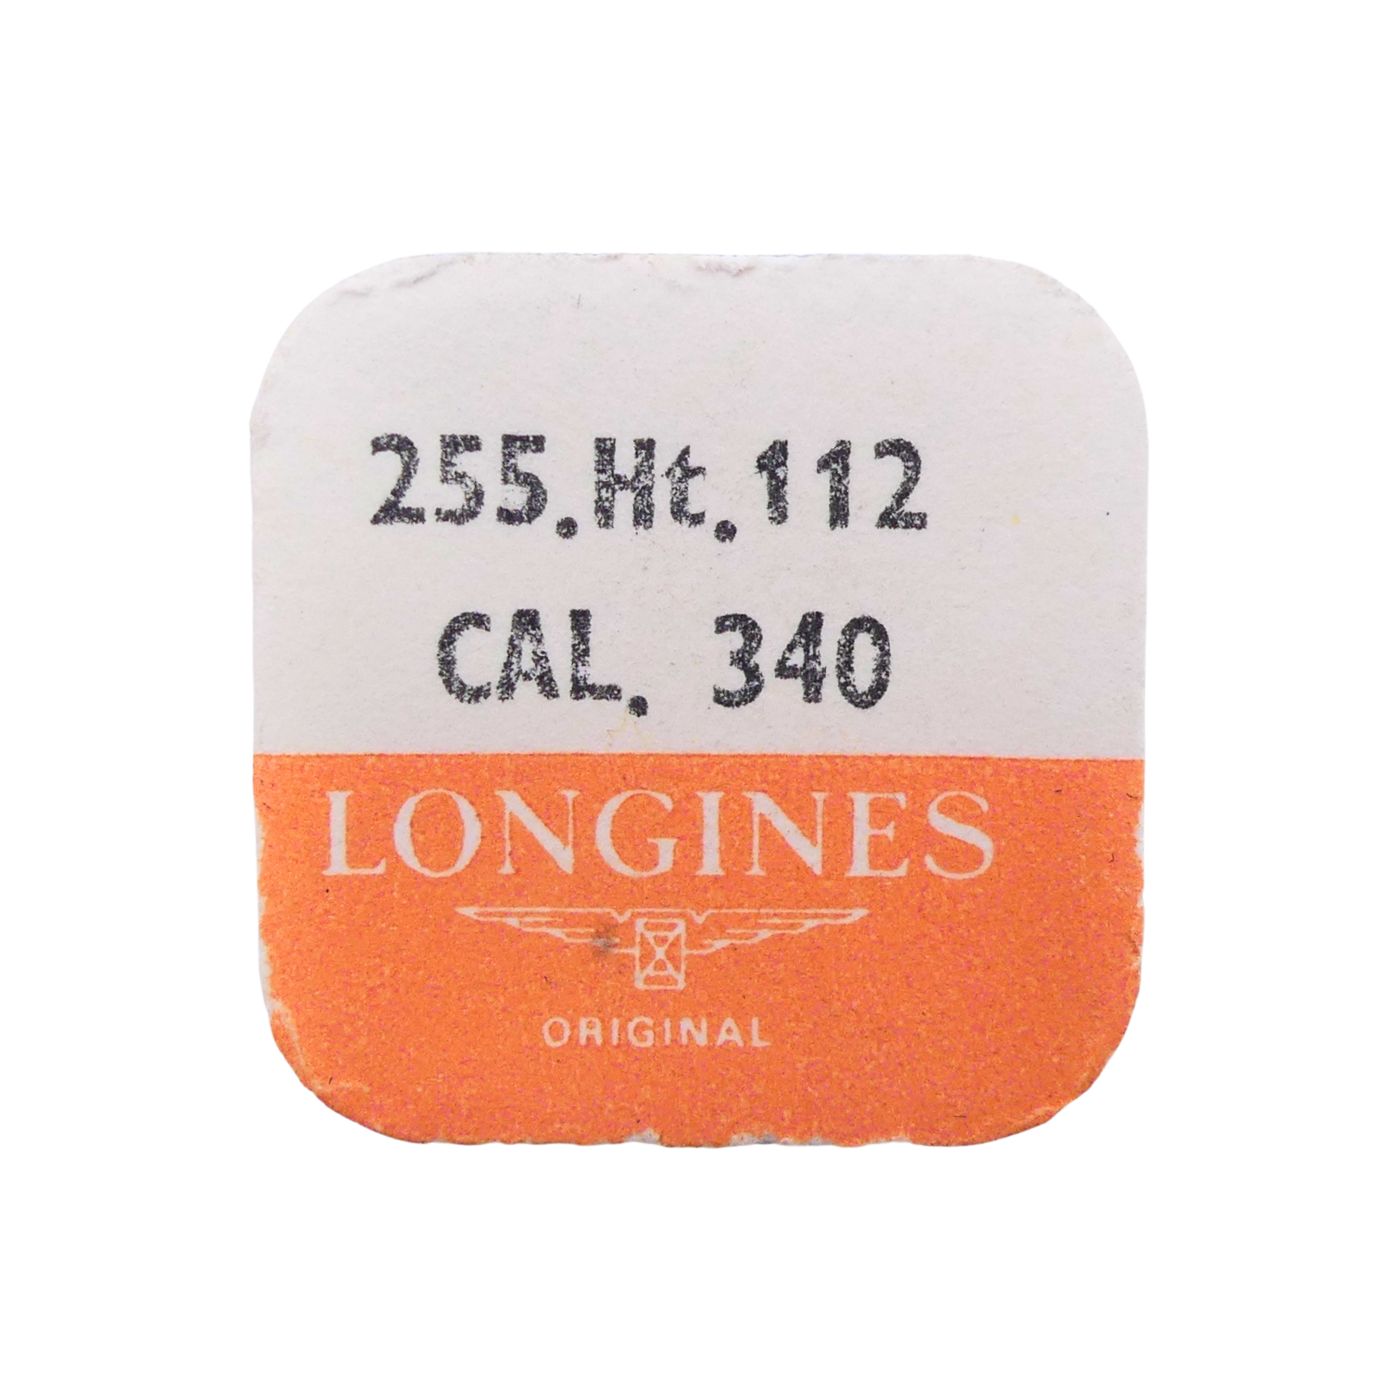 255.Ht.112
CAL. 340
LONGINES
ORIGINAL